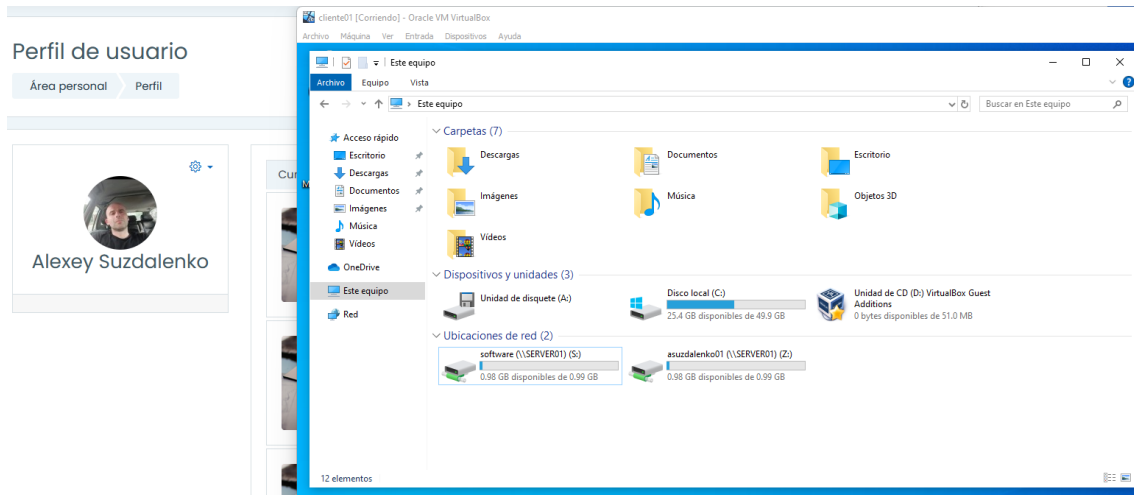 Perfil de usuario
Área personal
Perfil
Alexey Suzdalenko
Cur
M
cliente01 [Corriendo] - Oracle VM VirtualBox
Archivo Máquina Ver Entrada Dispositivos Ayuda
Este equipo
Archivo Equipo Vista
Este equipo
Buscar en Este equipo
Acceso rápido
Escritorio
Descargas
Documentos
Imágenes
Música
Vídeos
OneDrive
Este equipo
Red
Carpetas (7)
Descargas
Documentos
Escritorio
Imágenes
Música
Objetos 3D
Vídeos
Dispositivos y unidades (3)
Unidad de disquete (A:)
Disco local (C:)
25.4 GB disponibles de 49.9 GB
Unidad de CD (D:) VirtualBox Guest
Additions
0 bytes disponibles de 51.0 MB
Ubicaciones de red (2)
software (\\SERVER01) (S:)
0.98 GB disponibles de 0.99 GB
asuzdalenko01 (\\SERVER01) (Z:)
0.98 GB disponibles de 0.99 GB
12 elementos